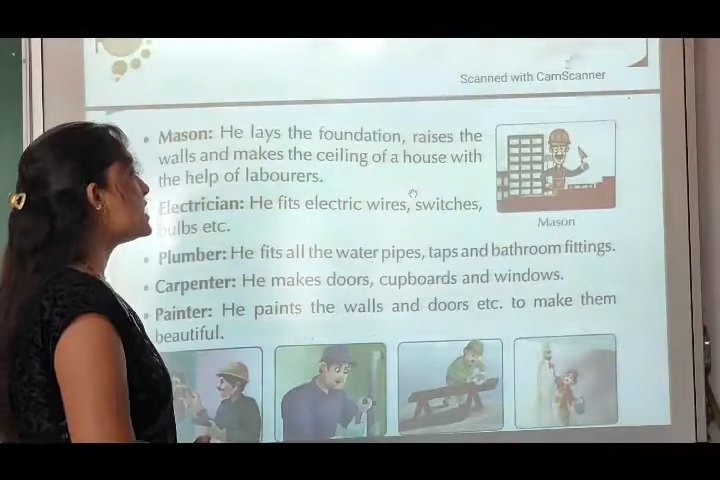 Scanned with CamScanner
• Mason: He lays the foundation, raises the
walls and makes the ceiling of a house with
the help of labourers.
Electrician: He fits electric wires, switches,
bulbs etc.
• Plumber: He fits all the water pipes, taps and bathroom fittings.
• Carpenter: He makes doors, cupboards and windows.
• Painter: He paints the walls and doors etc. to make them
beautiful.
Mason